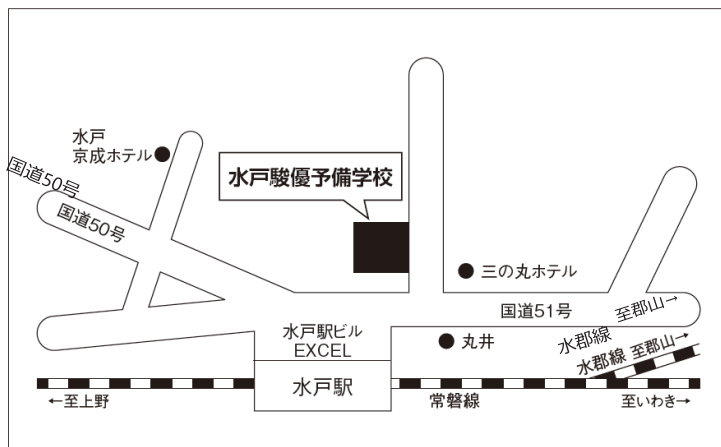 水戸
京成ホテル
国道50号
国道50号
水戸駿優予備学校
三の丸ホテル
国道51号
至郡山→
水戸駅ビル
EXCEL
丸井
水郡線
水郡線 至郡山→
水戸駅
←至上野
常磐線
至いわき→